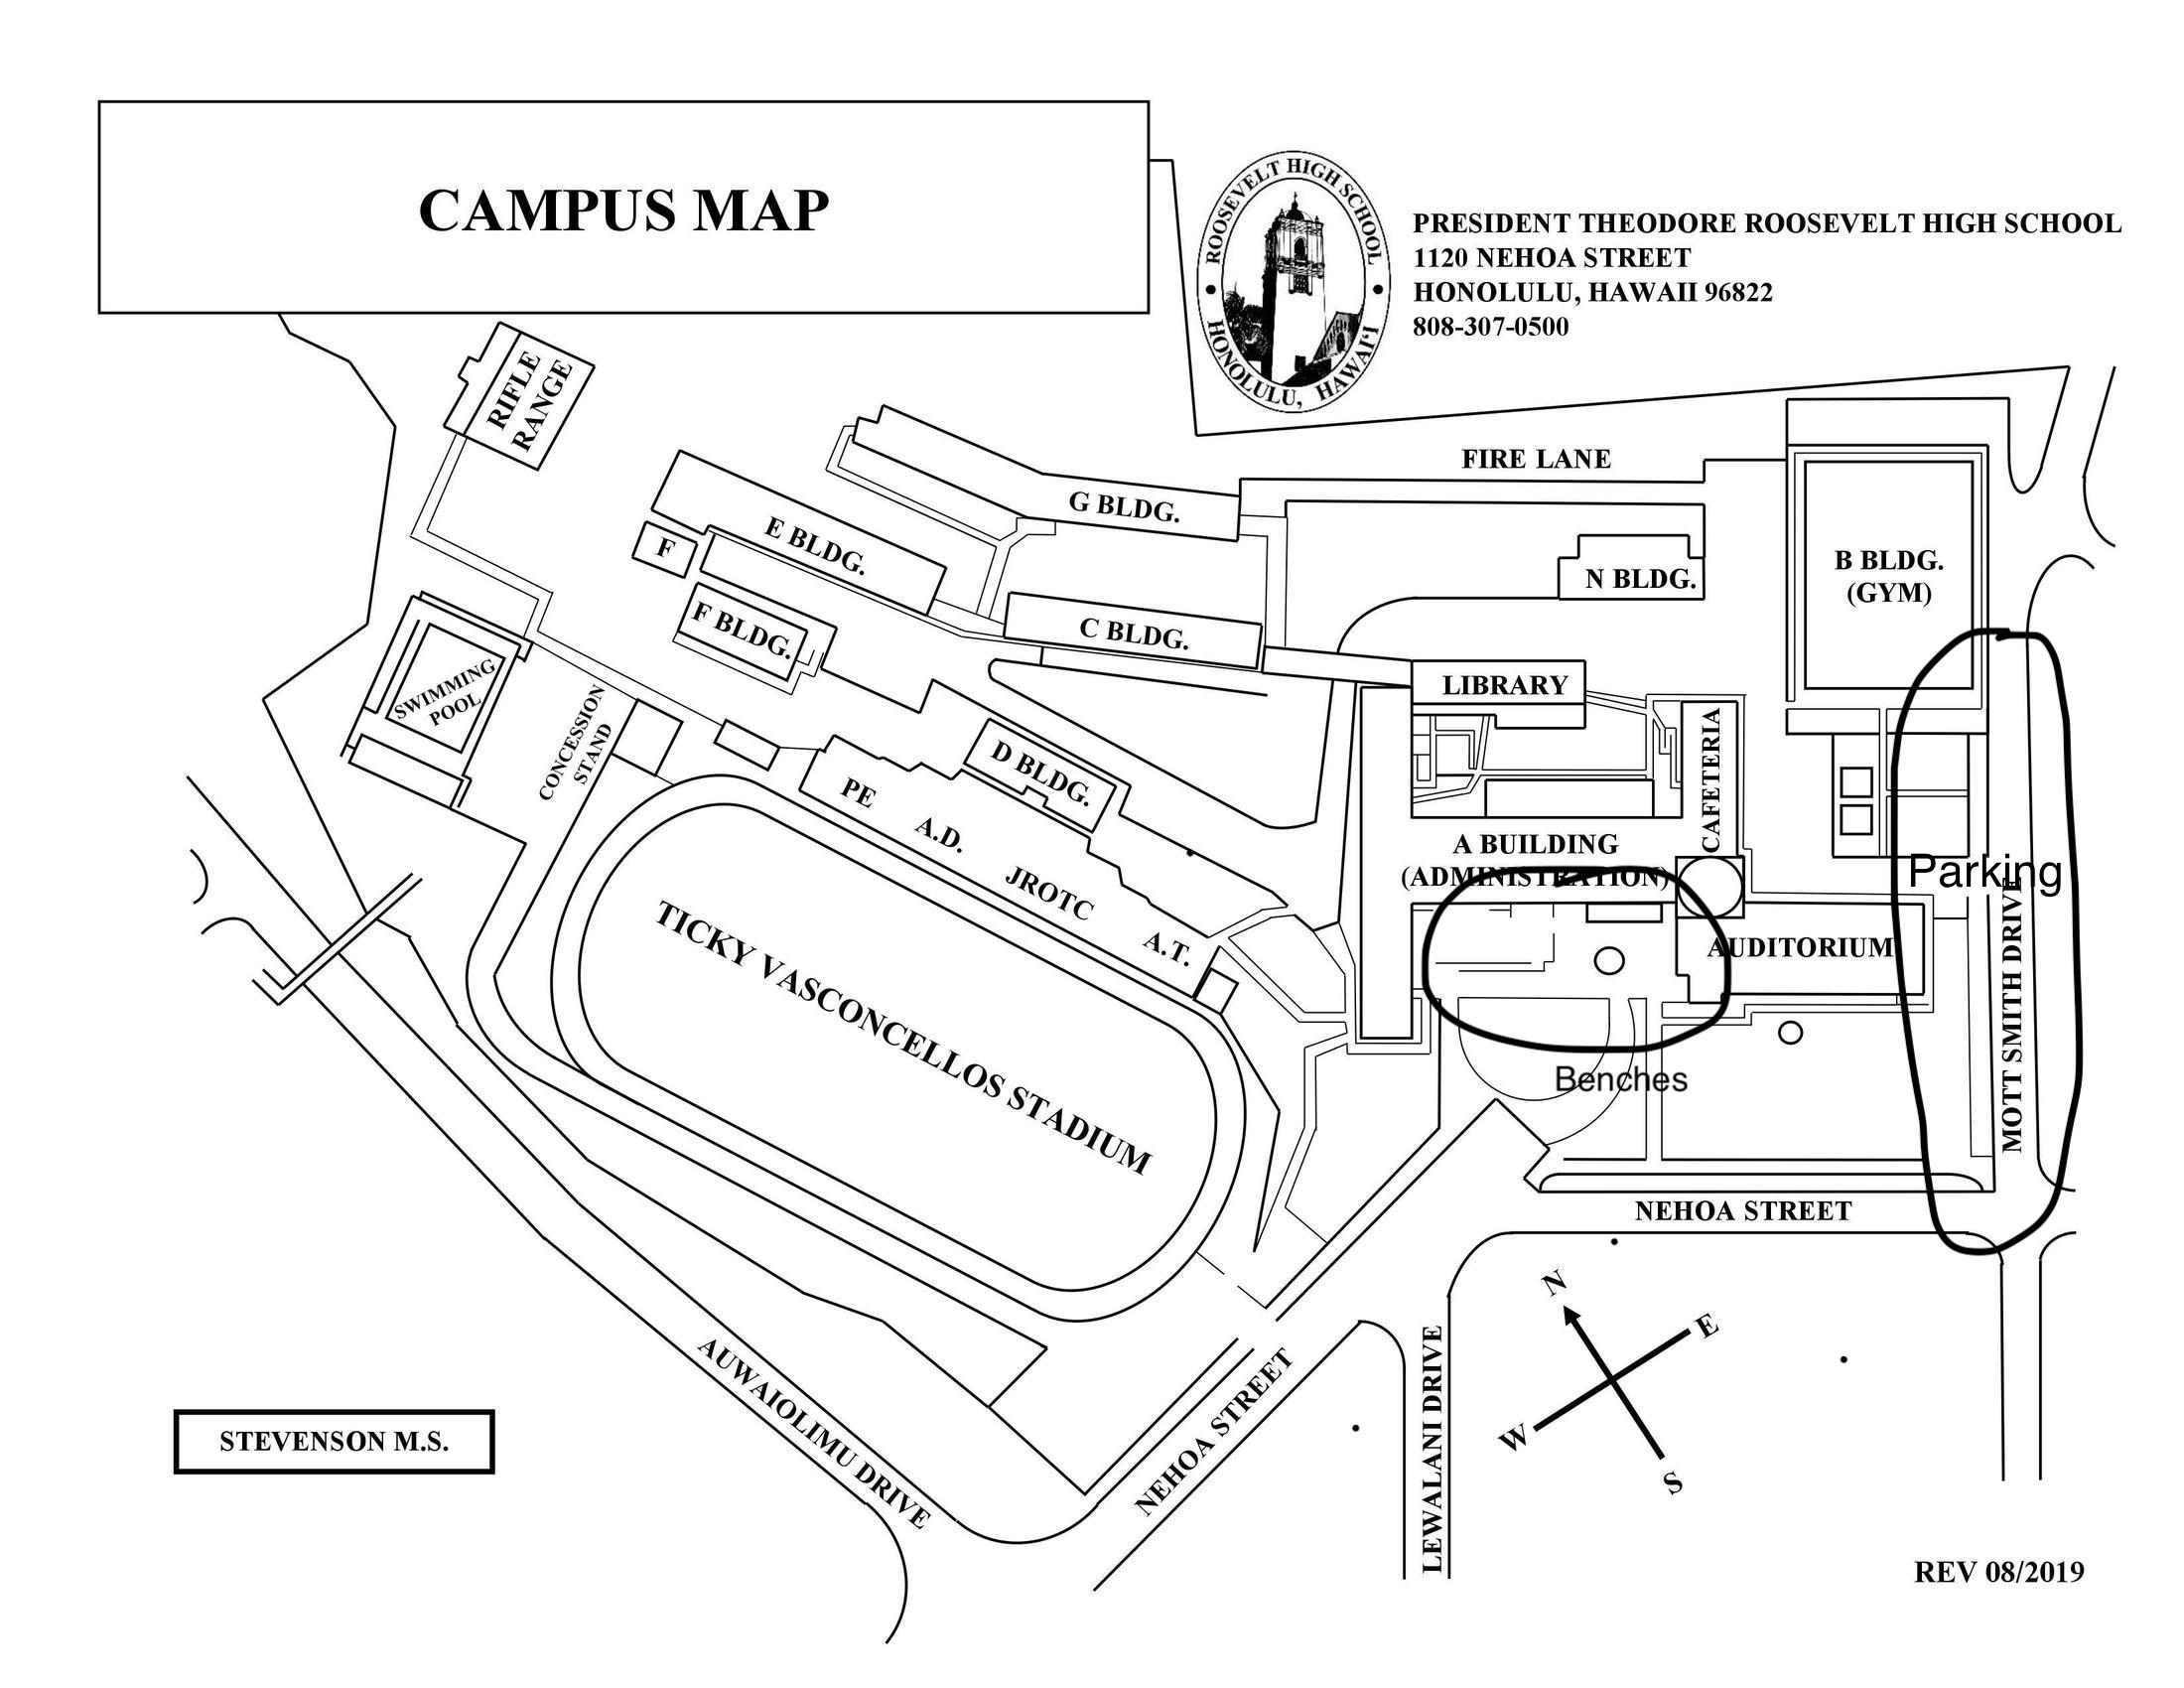 CAMPUS MAP
ROOSEVELT HIGH SCHOOL
HONOLULU, HAWAI'I
PRESIDENT THEODORE ROOSEVELT HIGH SCHOOL
1120 NEHOA STREET
HONOLULU, HAWAII 96822
808-307-0500
RIFLE
RANGE
FIRE LANE
G BLDG.
E BLDG.
F
N BLDG.
B BLDG.
(GYM)
F BLDG.
C BLDG.
LIBRARY
SWIMMING
POOL
CONCESSION
STAND
D BLDG.
CAFETERIA
PE
A.D.
JROTC
A.T.
A BUILDING
(ADMINISTRATION)
Parking
AUDITORIUM
MOTT SMITH DRIVE
TICKY VASCONCELLOS STADIUM
Benches
NEHOA STREET
N
E
W
S
AUWAIOLIMU DRIVE
NEHOA STREET
LEWALANI DRIVE
STEVENSON M.S.
REV 08/2019